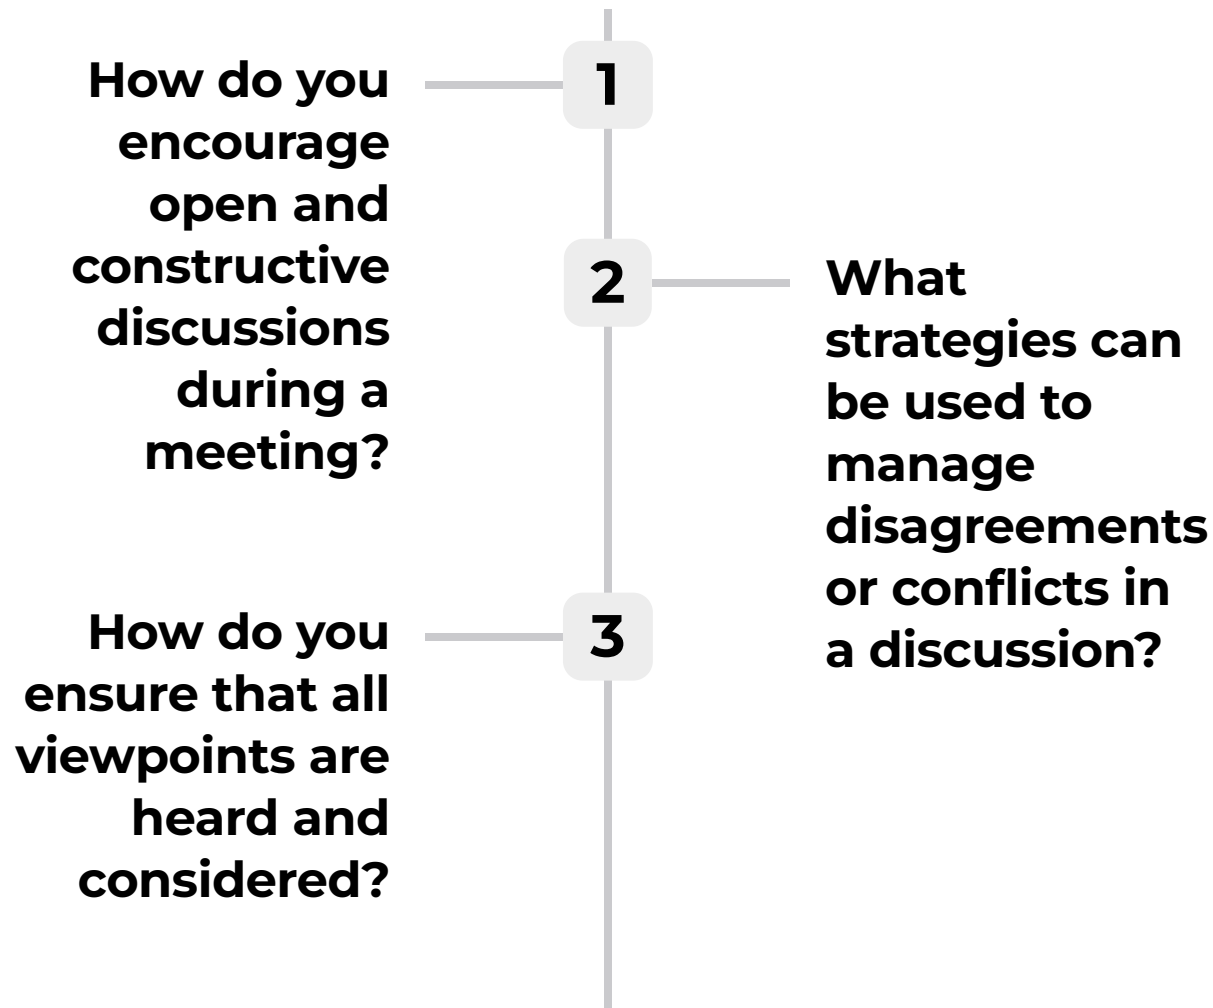 1
How do you
encourage
open and
constructive
discussions
during a
meeting?
2
What
strategies can
be used to
manage
disagreements
or conflicts in
a discussion?
3
How do you
ensure that all
viewpoints are
heard and
considered?